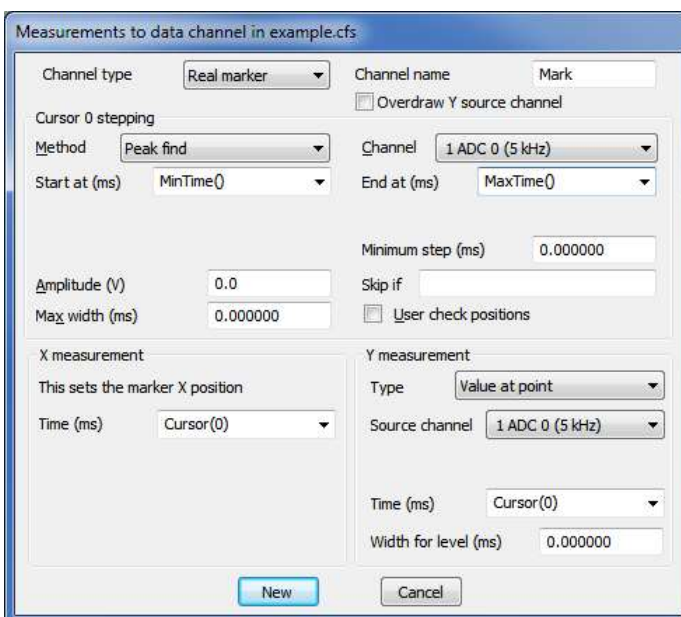 Measurements to data channel in example.cfs
Channel type Real marker Channel name Mark
Overdraw Y source channel
Cursor 0 stepping
Method Peak find Channel 1 ADC 0 (5 kHz)
Start at (ms) MinTime() End at (ms) MaxTime()
Minimum step (ms) 0.000000
Amplitude (V) 0.0 Skip if
Max width (ms) 0.000000 User check positions
X measurement Y measurement
This sets the marker X position Type Value at point
Time (ms) Cursor(0) Source channel 1 ADC 0 (5 kHz)
Time (ms) Cursor(0)
Width for level (ms) 0.000000
New Cancel